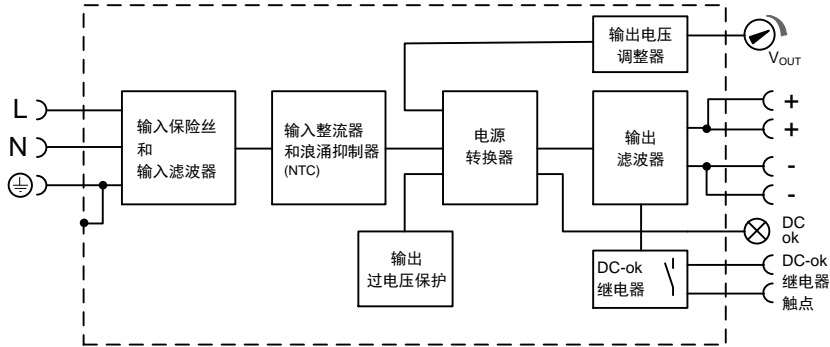 输出电压
调整器
V_OUT
L
N
输入保险丝
和
输入滤波器
输入整流器
和浪涌抑制器
(NTC)
电源
转换器
输出
滤波器
+
+
-
-
输出
过电压保护
DC
ok
DC-ok
继电器
DC-ok
继电器
触点